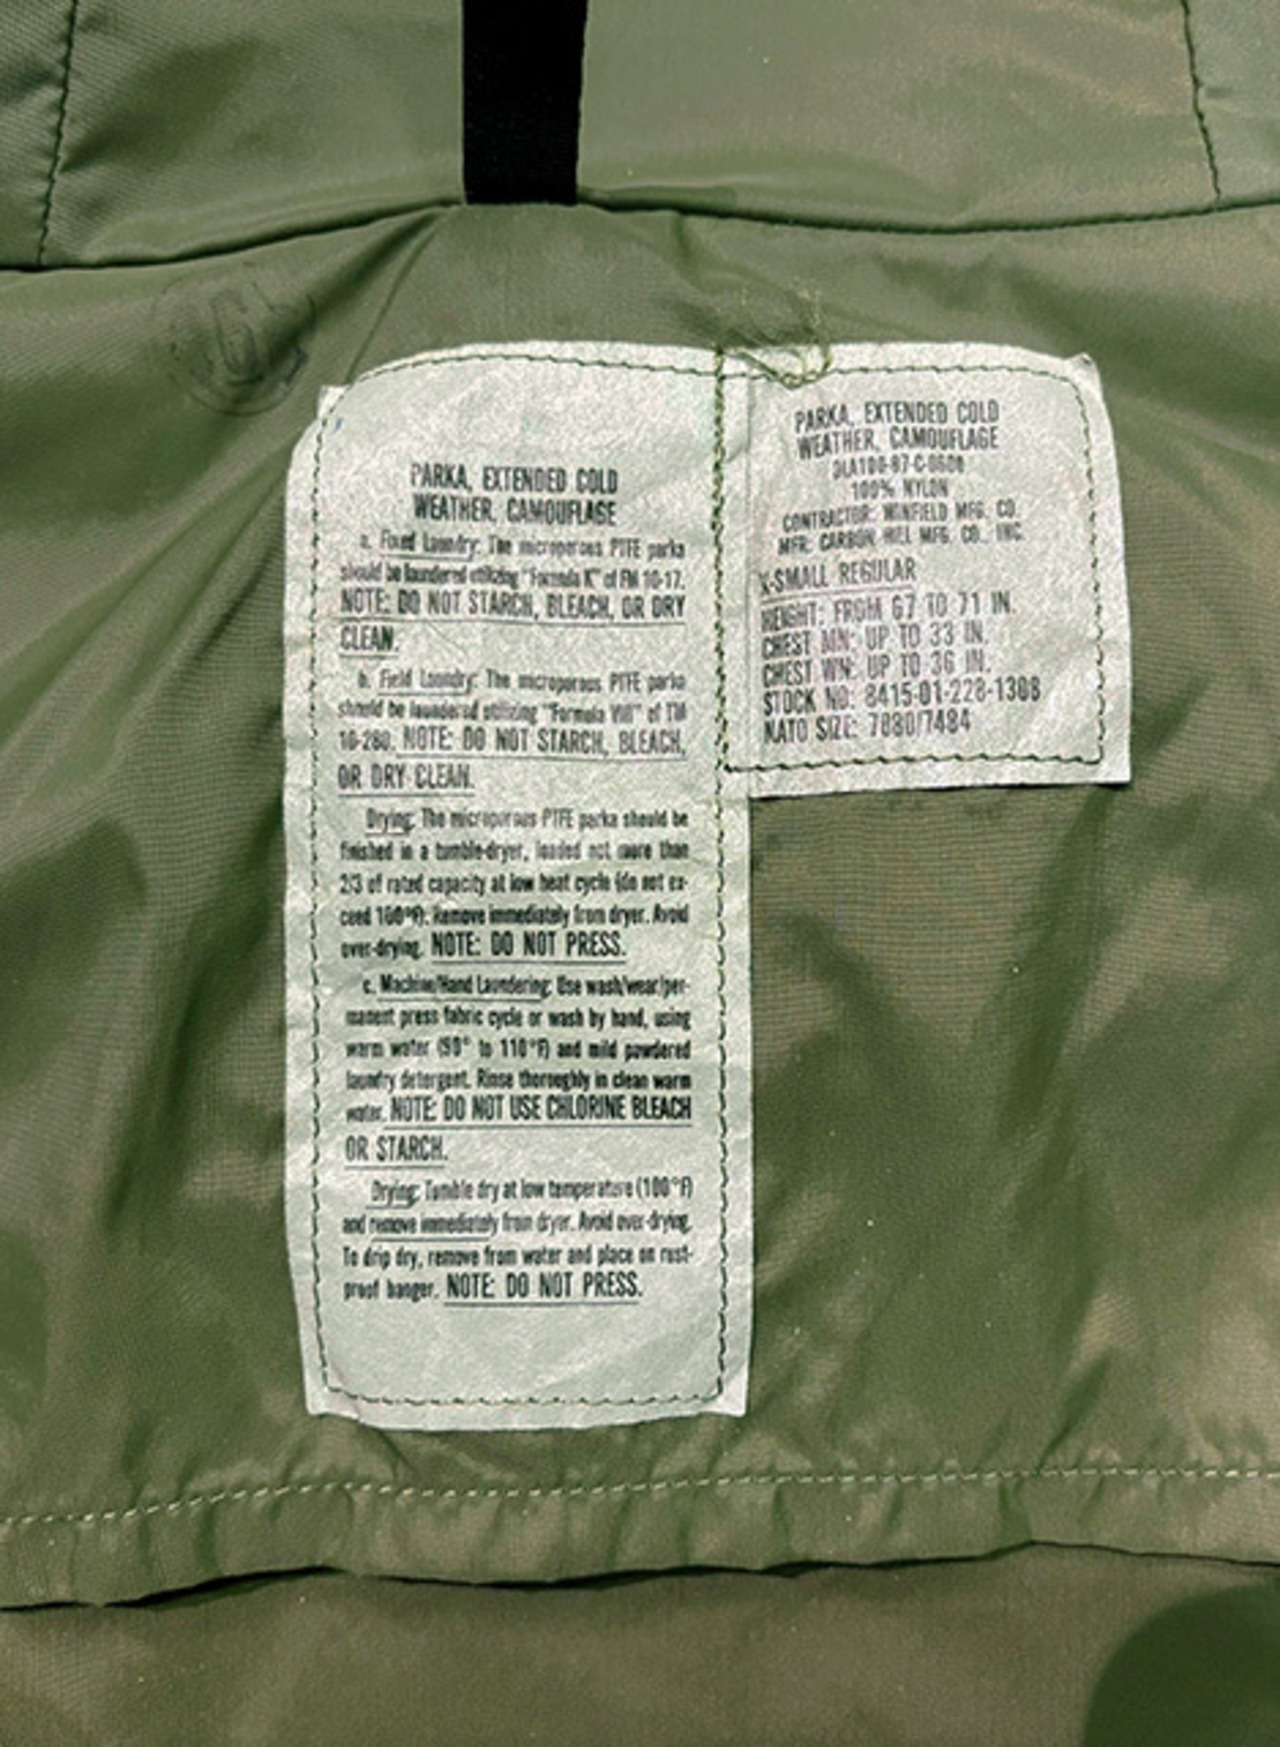 PARKA, EXTENDED COLD
WEATHER, CAMOUFLAGE
a. Fixed Laundry: The microporous PTFE parka
should be laundered utilizing "Formula K" of FM 10-17.
NOTE: DO NOT STARCH, BLEACH, OR DRY
CLEAN.
b. Field Laundry: The microporous PTFE parka
should be laundered utilizing "Formula VIII" of TM
10-280. NOTE: DO NOT STARCH, BLEACH,
OR DRY CLEAN.
Drying: The microporous PTFE parka should be
finished in a tumble-dryer, loaded not more than
2/3 of rated capacity at low heat cycle (do not ex-
ceed 100°F). Remove immediately from dryer. Avoid
over-drying. NOTE: DO NOT PRESS.
c. Machine/Hand Laundering: Use wash/wear/per-
manent press fabric cycle or wash by hand, using
warm water (90° to 110°F) and mild powdered
laundry detergent. Rinse thoroughly in clean warm
water. NOTE: DO NOT USE CHLORINE BLEACH
OR STARCH.
Drying: Tumble dry at low temperature (100°F)
and remove immediately from dryer. Avoid over-drying.
To drip dry, remove from water and place on rust-
proof hanger. NOTE: DO NOT PRESS.
PARKA, EXTENDED COLD
WEATHER, CAMOUFLAGE
100% NYLON
CONTRACTOR: WINFIELD MFG. CO.
MFR: CARBON HILL MFG. CO., INC.
X-SMALL REGULAR
HEIGHT: FROM 67 TO 71 IN.
CHEST MN: UP TO 33 IN.
CHEST WN: UP TO 36 IN.
STOCK NO: 8415-01-228-1308
NATO SIZE: 7080/7484